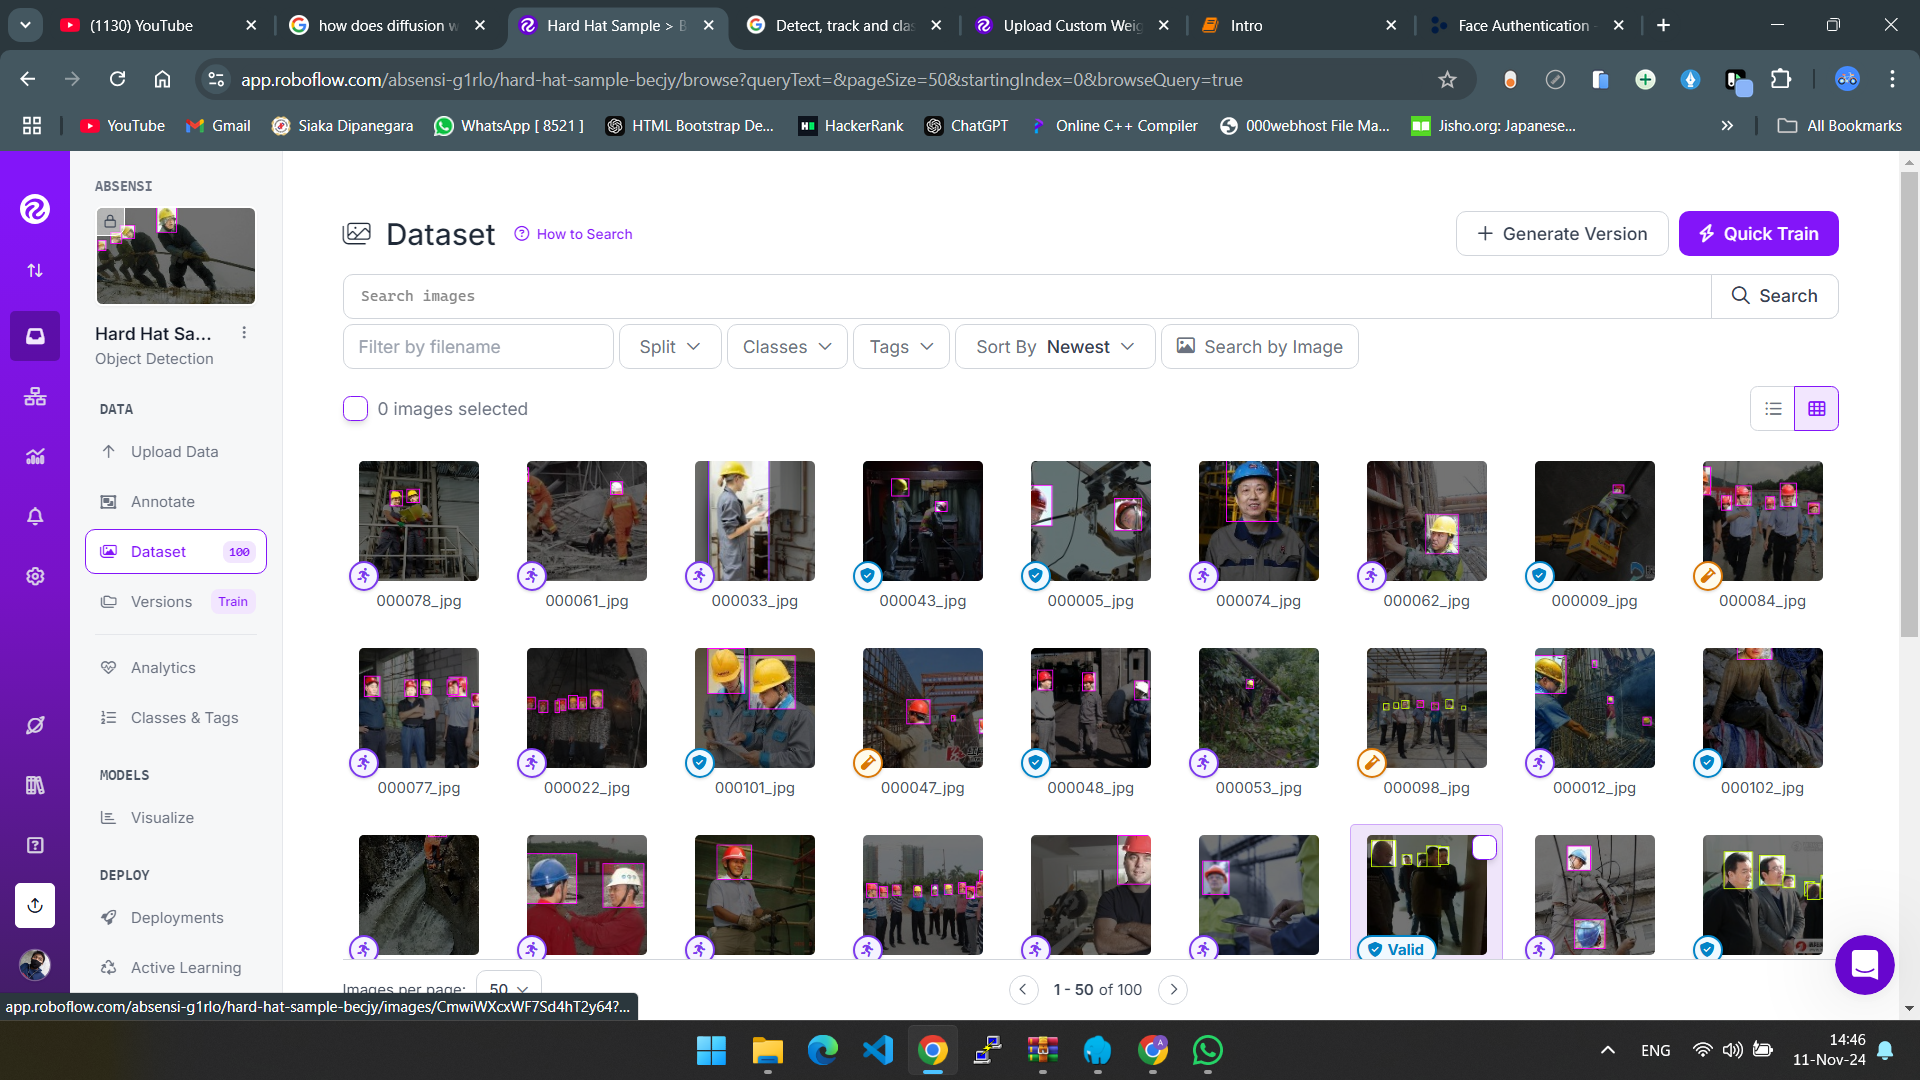 (1130) YouTube
how does diffusion w
Hard Hat Sample > B
Detect, track and clas
Upload Custom Weig
Intro
Face Authentication -
app.roboflow.com/absensi-g1rlo/hard-hat-sample-becjy/browse?queryText=&pageSize=50&startingIndex=0&browseQuery=true
YouTube
Gmail
Siaka Dipanegara
WhatsApp [ 8521 ]
HTML Bootstrap De...
HackerRank
ChatGPT
Online C++ Compiler
000webhost File Ma...
Jisho.org: Japanese...
All Bookmarks
ABSENSI
Hard Hat Sa...
Object Detection
DATA
Upload Data
Annotate
Dataset 100
Versions Train
Analytics
Classes & Tags
MODELS
Visualize
DEPLOY
Deployments
Active Learning
Dataset
How to Search
Generate Version
Quick Train
Search images
Search
Filter by filename
Split
Classes
Tags
Sort By Newest
Search by Image
0 images selected
000078_jpg
000061_jpg
000033_jpg
000043_jpg
000005_jpg
000074_jpg
000062_jpg
000009_jpg
000084_jpg
000077_jpg
000022_jpg
000101_jpg
000047_jpg
000048_jpg
000053_jpg
000098_jpg
000012_jpg
000102_jpg
Valid
Images per page: 50
1 - 50 of 100
app.roboflow.com/absensi-g1rlo/hard-hat-sample-becjy/images/CmwiWXcxWF7Sd4hT2y64?...
ENG
14:46
11-Nov-24